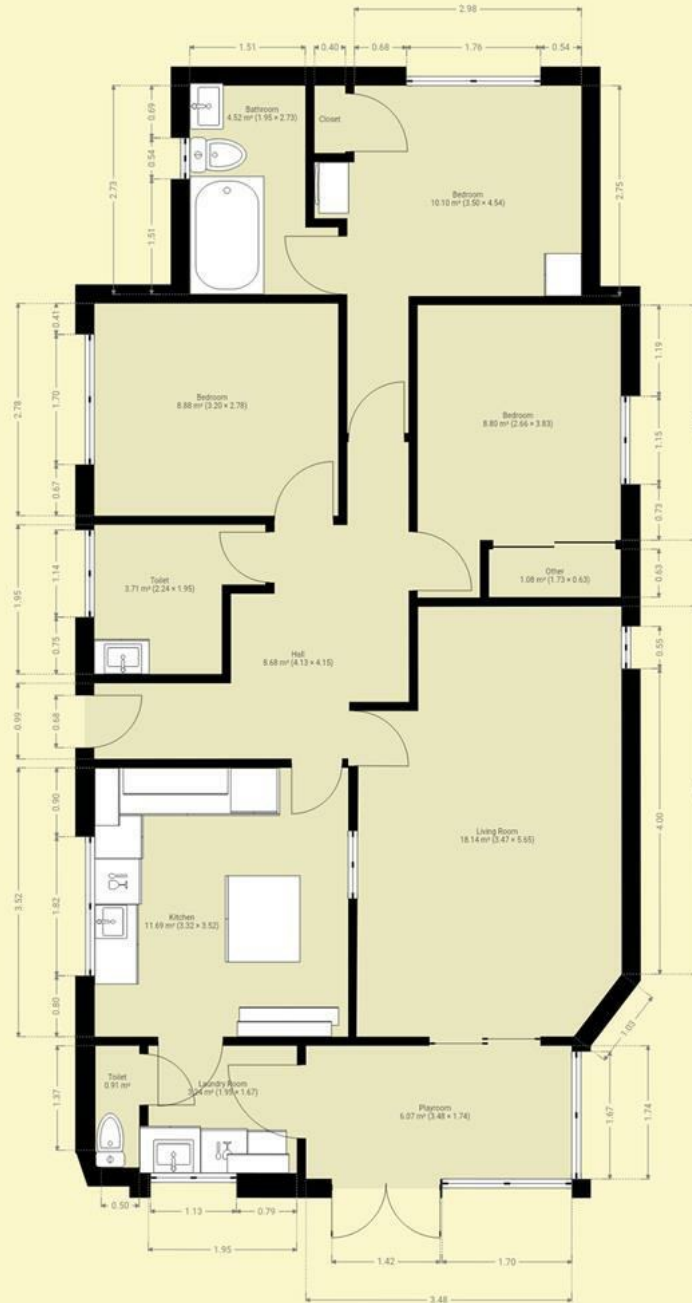 2.98
1.51
0.40
0.68
1.76
0.54
Bathroom
4.52 m² (1.95 × 2.73)
Closet
0.69
0.54
1.51
2.73
Bedroom
10.10 m² (3.50 × 4.54)
2.75
0.41
1.70
0.67
2.78
Bedroom
8.88 m² (3.20 × 2.78)
Bedroom
8.80 m² (2.66 × 3.83)
1.19
1.15
0.73
Other
1.08 m² (1.73 × 0.63)
0.63
Toilet
3.71 m² (2.24 × 1.95)
1.14
0.75
1.95
Hall
8.68 m² (4.13 × 4.15)
0.55
4.00
0.99
0.68
0.90
1.82
0.80
3.52
Living Room
18.14 m² (3.47 × 5.65)
Kitchen
11.69 m² (3.32 × 3.52)
1.03
Toilet
0.91 m²
Laundry Room
3.24 m² (1.95 × 1.67)
Playroom
6.07 m² (3.48 × 1.74)
1.37
1.67
1.74
0.50
1.13
0.79
1.95
1.42
1.70
3.48